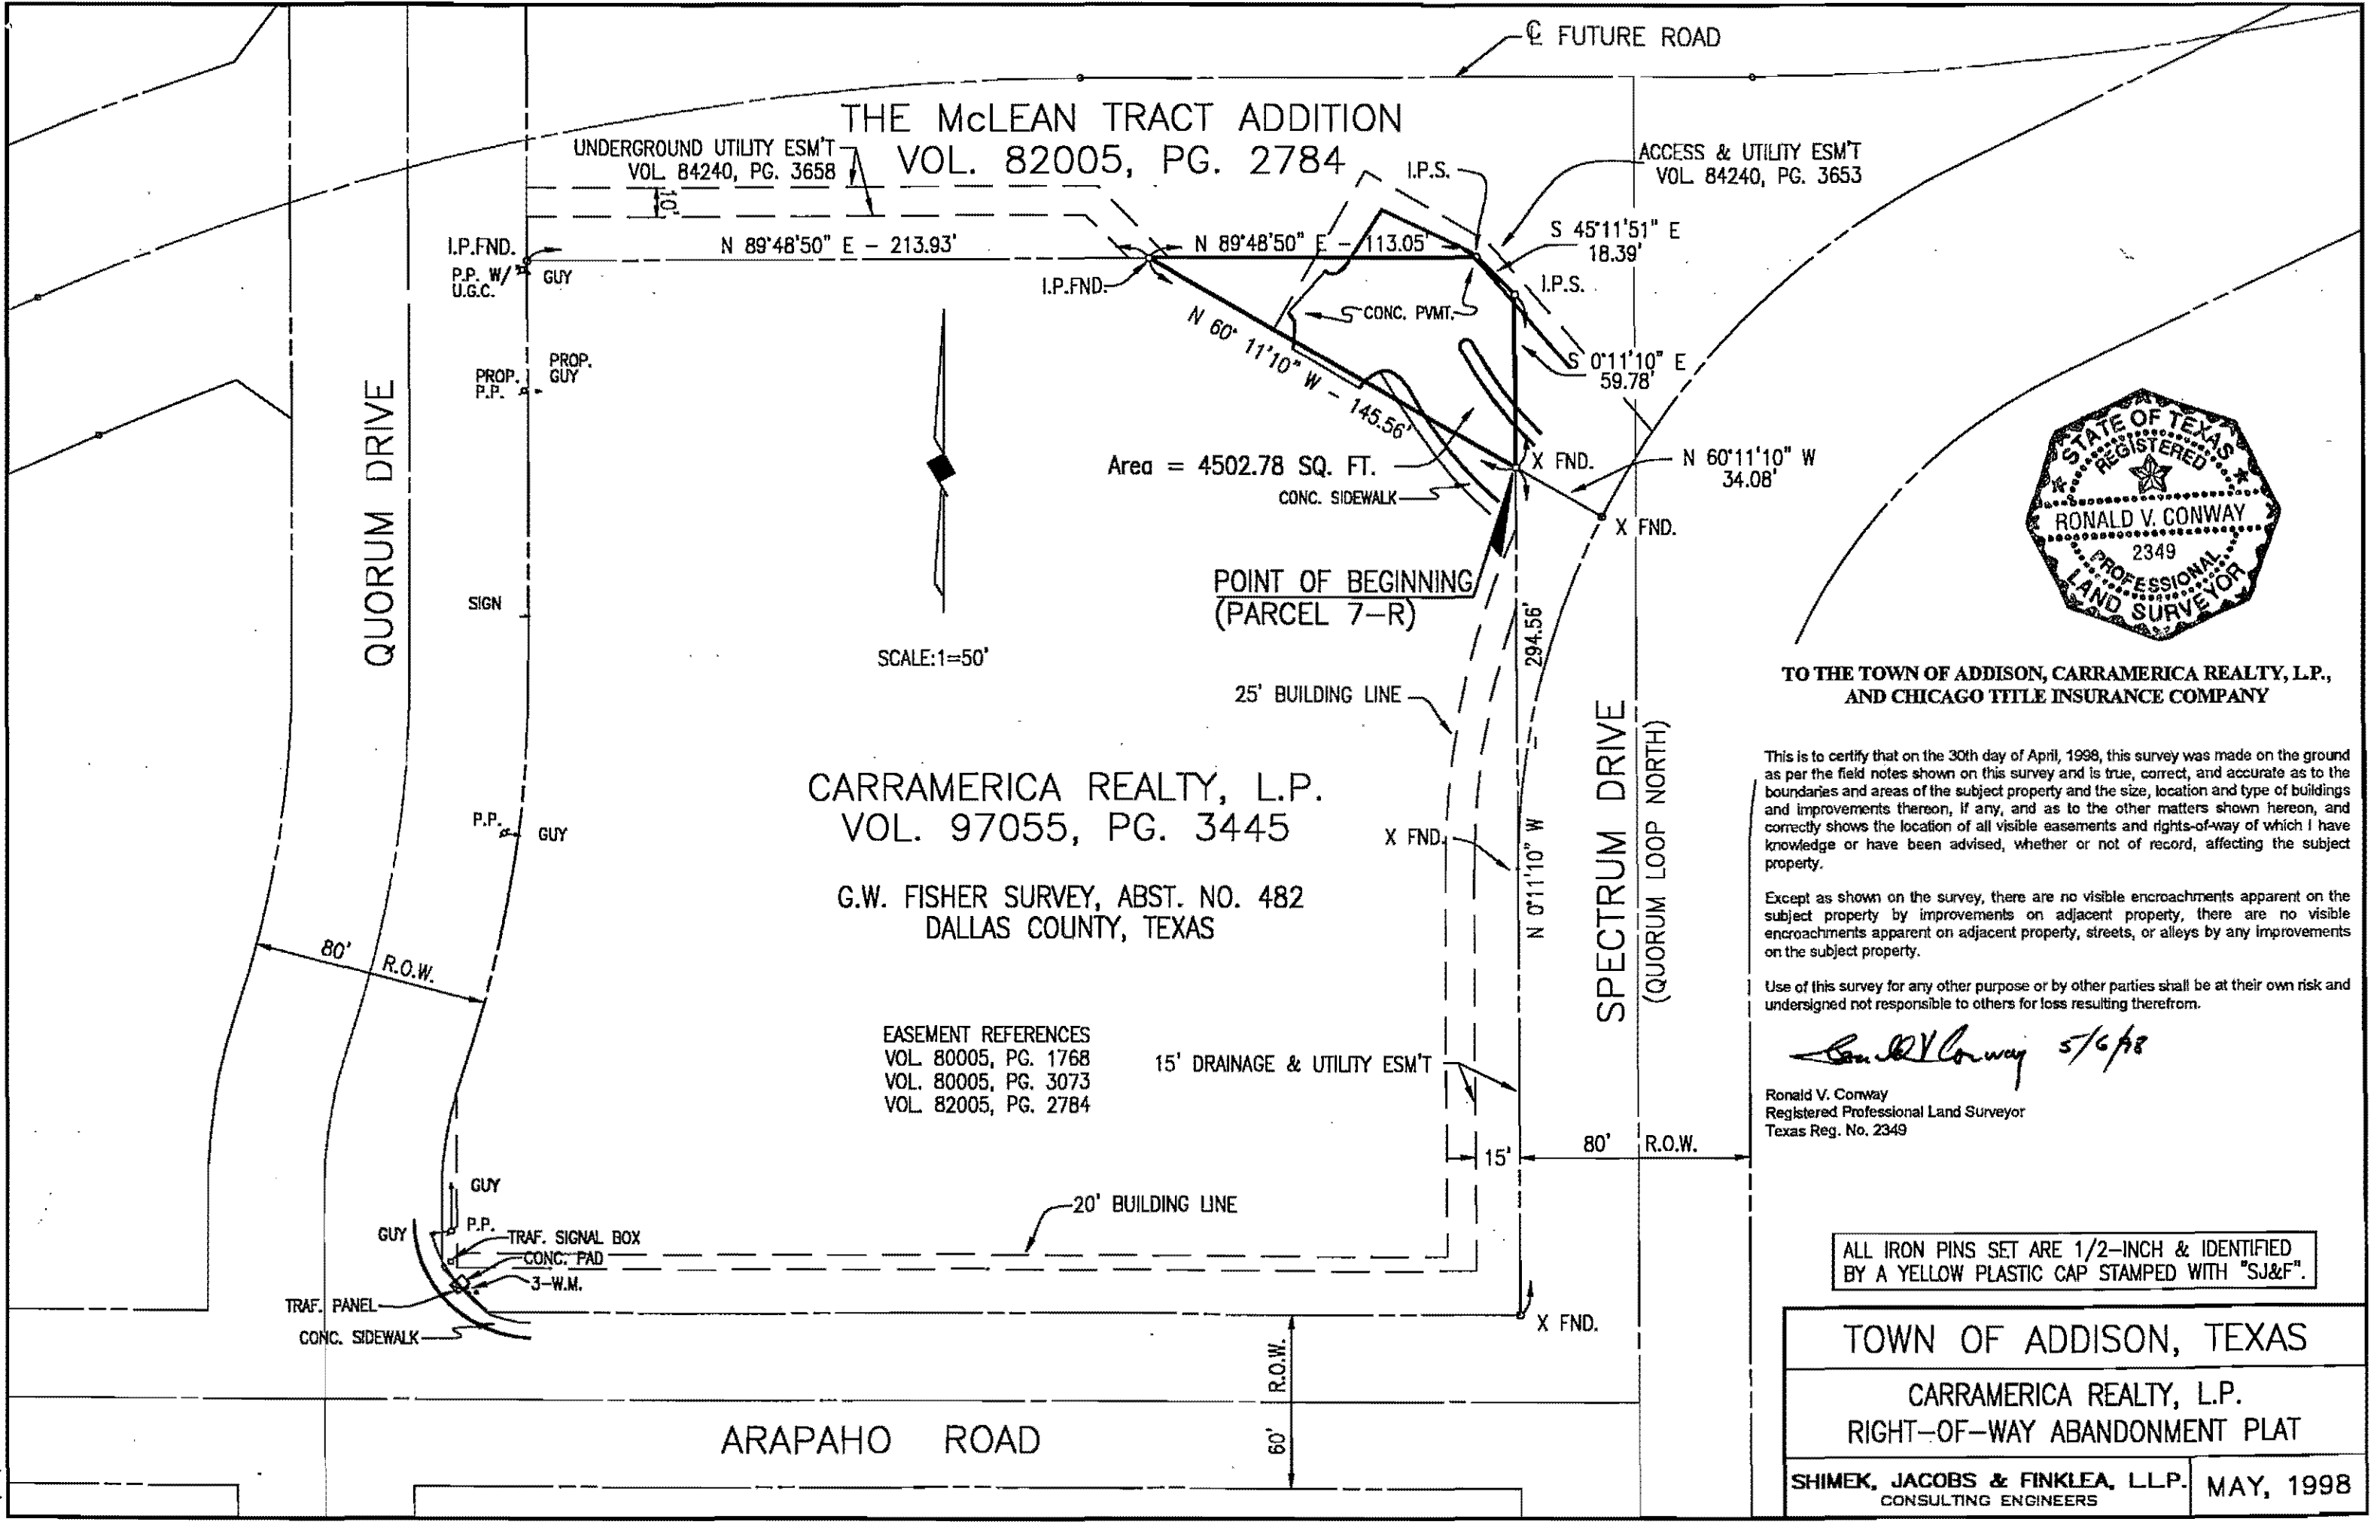 ℄ FUTURE ROAD
THE McLEAN TRACT ADDITION
VOL. 82005, PG. 2784
UNDERGROUND UTILITY ESM'T
VOL. 84240, PG. 3658
10'
I.P.S.
ACCESS & UTILITY ESM'T
VOL. 84240, PG. 3653
S 45°11'51" E
18.39'
I.P.FND.
N 89°48'50" E - 213.93'
N 89°48'50" E - 113.05'
P.P. W/
U.G.C.
GUY
I.P.FND.
I.P.S.
CONC. PVMT.
N 60° 11'10" W - 145.56'
S 0°11'10" E
59.78'
PROP.
GUY
PROP.
P.P.
QUORUM DRIVE
Area = 4502.78 SQ. FT.
CONC. SIDEWALK
X FND.
N 60°11'10" W
34.08'
X FND.
STATE OF TEXAS
REGISTERED
RONALD V. CONWAY
2349
PROFESSIONAL
LAND SURVEYOR
POINT OF BEGINNING
(PARCEL 7-R)
SIGN
SCALE:1=50'
N 0°11'10" W - 294.56'
25' BUILDING LINE
SPECTRUM DRIVE
(QUORUM LOOP NORTH)
TO THE TOWN OF ADDISON, CARRAMERICA REALTY, L.P.,
AND CHICAGO TITLE INSURANCE COMPANY
This is to certify that on the 30th day of April, 1998, this survey was made on the ground
as per the field notes shown on this survey and is true, correct, and accurate as to the
boundaries and areas of the subject property and the size, location and type of buildings
and improvements thereon, if any, and as to the other matters shown hereon, and
correctly shows the location of all visible easements and rights-of-way of which I have
knowledge or have been advised, whether or not of record, affecting the subject
property.
Except as shown on the survey, there are no visible encroachments apparent on the
subject property by improvements on adjacent property, there are no visible
encroachments apparent on adjacent property, streets, or alleys by any improvements
on the subject property.
Use of this survey for any other purpose or by other parties shall be at their own risk and
undersigned not responsible to others for loss resulting therefrom.
Ronald V Conway 5/6/98
Ronald V. Conway
Registered Professional Land Surveyor
Texas Reg. No. 2349
CARRAMERICA REALTY, L.P.
VOL. 97055, PG. 3445
P.P.
GUY
X FND.
G.W. FISHER SURVEY, ABST. NO. 482
DALLAS COUNTY, TEXAS
80' R.O.W.
EASEMENT REFERENCES
VOL. 80005, PG. 1768
VOL. 80005, PG. 3073
VOL. 82005, PG. 2784
15' DRAINAGE & UTILITY ESM'T
15'
80' R.O.W.
GUY
20' BUILDING LINE
GUY
P.P.
TRAF. SIGNAL BOX
CONC. PAD
3-W.M.
TRAF. PANEL
CONC. SIDEWALK
X FND.
60' R.O.W.
ARAPAHO ROAD
ALL IRON PINS SET ARE 1/2-INCH & IDENTIFIED
BY A YELLOW PLASTIC CAP STAMPED WITH "SJ&F".
TOWN OF ADDISON, TEXAS
CARRAMERICA REALTY, L.P.
RIGHT-OF-WAY ABANDONMENT PLAT
SHIMEK, JACOBS & FINKLEA, L.L.P.
CONSULTING ENGINEERS
MAY, 1998